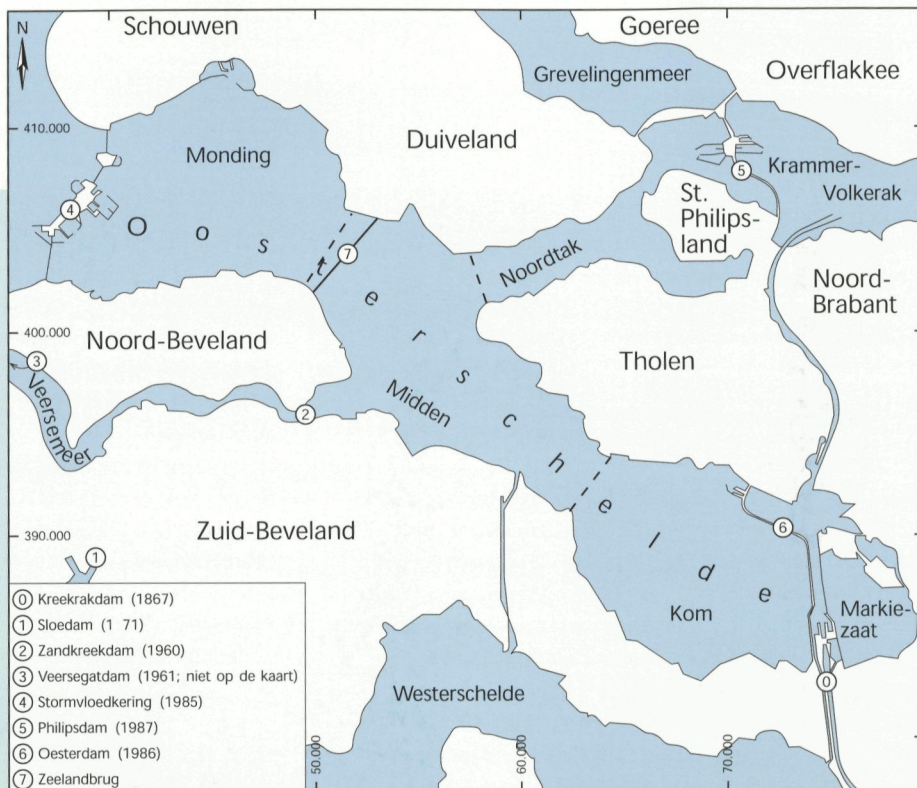 N
Schouwen
Goeree
Grevelingenmeer
Overflakkee
410.000
Monding
Duiveland
5
Krammer-
Volkerak
4
St.
Philips-
land
Oosterschelde
7
Noordtak
Noord-
Brabant
400.000
Noord-Beveland
Tholen
3
Veersemeer
Midden
2
390.000
Zuid-Beveland
6
1
Kom
Markie-
zaat
0
Westerschelde
50.000
60.000
70.000
0 Kreekrakdam (1867)
1 Sloedam (1 71)
2 Zandkreekdam (1960)
3 Veersegatdam (1961; niet op de kaart)
4 Stormvloedkering (1985)
5 Philipsdam (1987)
6 Oesterdam (1986)
7 Zeelandbrug